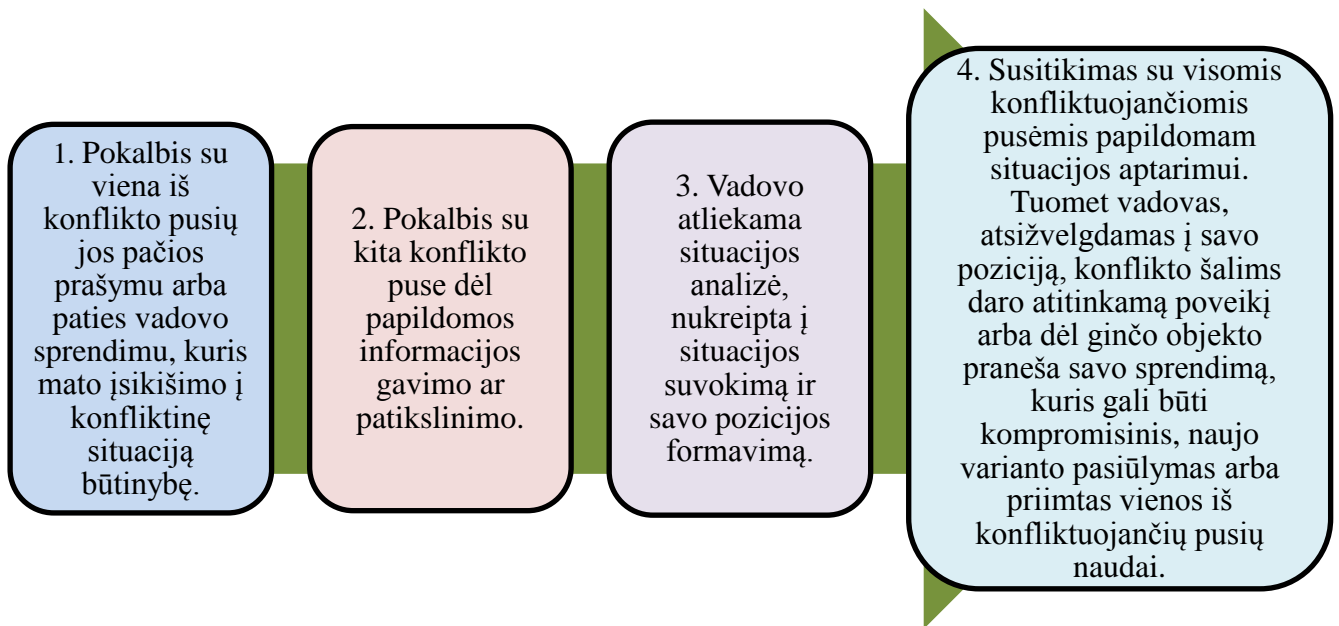 1. Pokalbis su
viena iš
konflikto pusių
jos pačios
prašymu arba
paties vadovo
sprendimu, kuris
mato įsikišimo į
konfliktinę
situaciją
būtinybę.
2. Pokalbis su
kita konflikto
puse dėl
papildomos
informacijos
gavimo ar
patikslinimo.
3. Vadovo
atliekama
situacijos
analizė,
nukreipta į
situacijos
suvokimą ir
savo pozicijos
formavimą.
4. Susitikimas su visomis
konfliktuojančiomis
pusėmis papildomam
situacijos aptarimui.
Tuomet vadovas,
atsižvelgdamas į savo
poziciją, konflikto šalims
daro atitinkamą poveikį
arba dėl ginčo objekto
praneša savo sprendimą,
kuris gali būti
kompromisinis, naujo
varianto pasiūlymas arba
priimtas vienos iš
konfliktuojančių pusių
naudai.